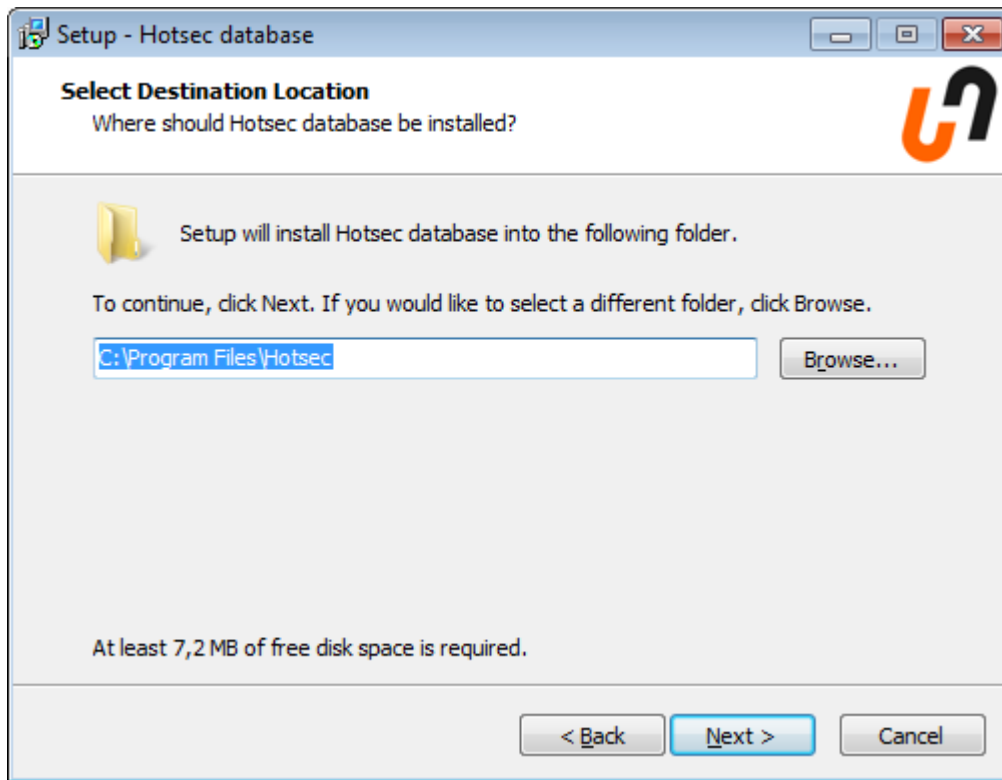 Setup - Hotsec database
Select Destination Location
Where should Hotsec database be installed?
Setup will install Hotsec database into the following folder.
To continue, click Next. If you would like to select a different folder, click Browse.
C:\Program Files\Hotsec
Browse...
At least 7,2 MB of free disk space is required.
< Back
Next >
Cancel